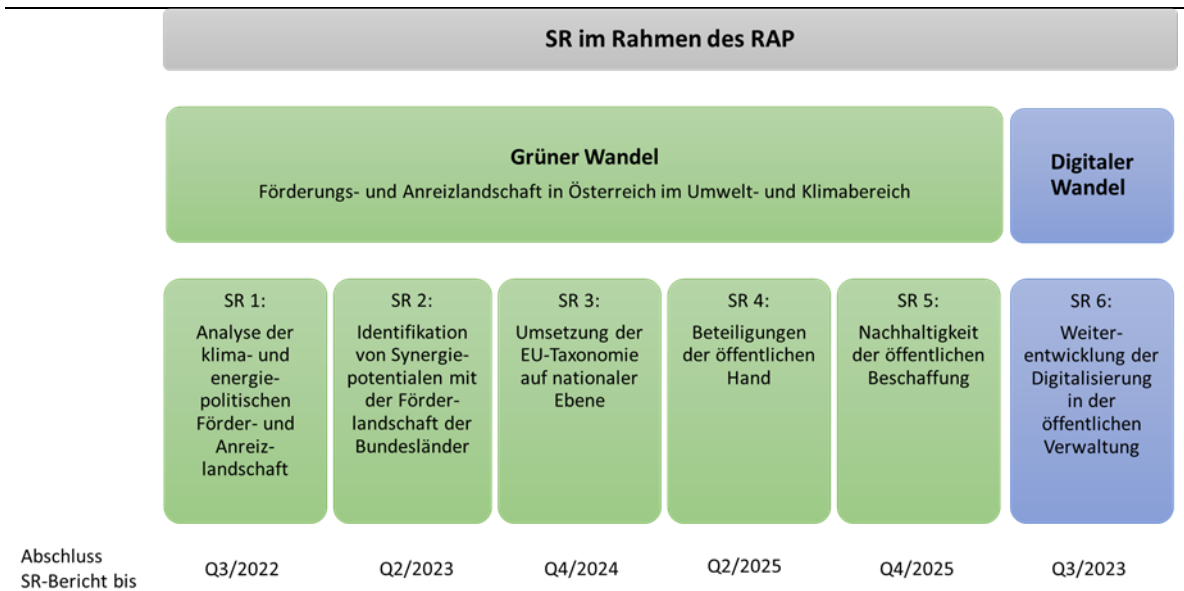 SR im Rahmen des RAP
Grüner Wandel
Förderungs- und Anreizlandschaft in Österreich im Umwelt- und Klimabereich
Digitaler
Wandel
SR 1:
Analyse der
klima- und
energie-
politischen
Förder- und
Anreiz-
landschaft
SR 2:
Identifikation
von Synergie-
potentialen mit
der Förder-
landschaft der
Bundesländer
SR 3:
Umsetzung der
EU-Taxonomie
auf nationaler
Ebene
SR 4:
Beteiligungen
der öffentlichen
Hand
SR 5:
Nachhaltigkeit
der öffentlichen
Beschaffung
SR 6:
Weiter-
entwicklung der
Digitalisierung
in der
öffentlichen
Verwaltung
Abschluss
SR-Bericht bis
Q3/2022
Q2/2023
Q4/2024
Q2/2025
Q4/2025
Q3/2023